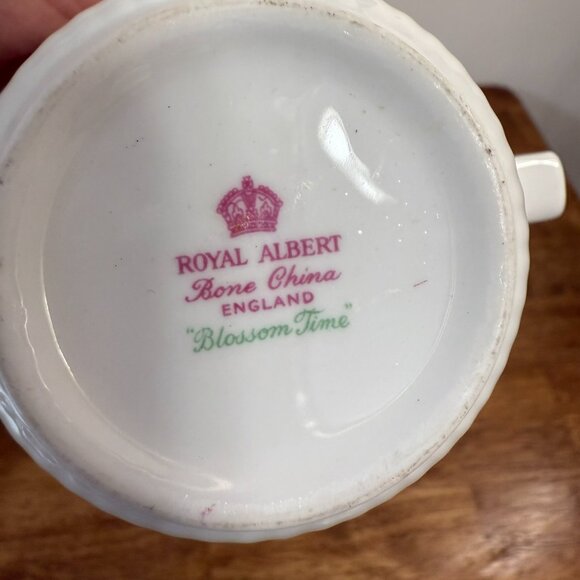 ROYAL ALBERT
Bone China
ENGLAND
"Blossom Time"